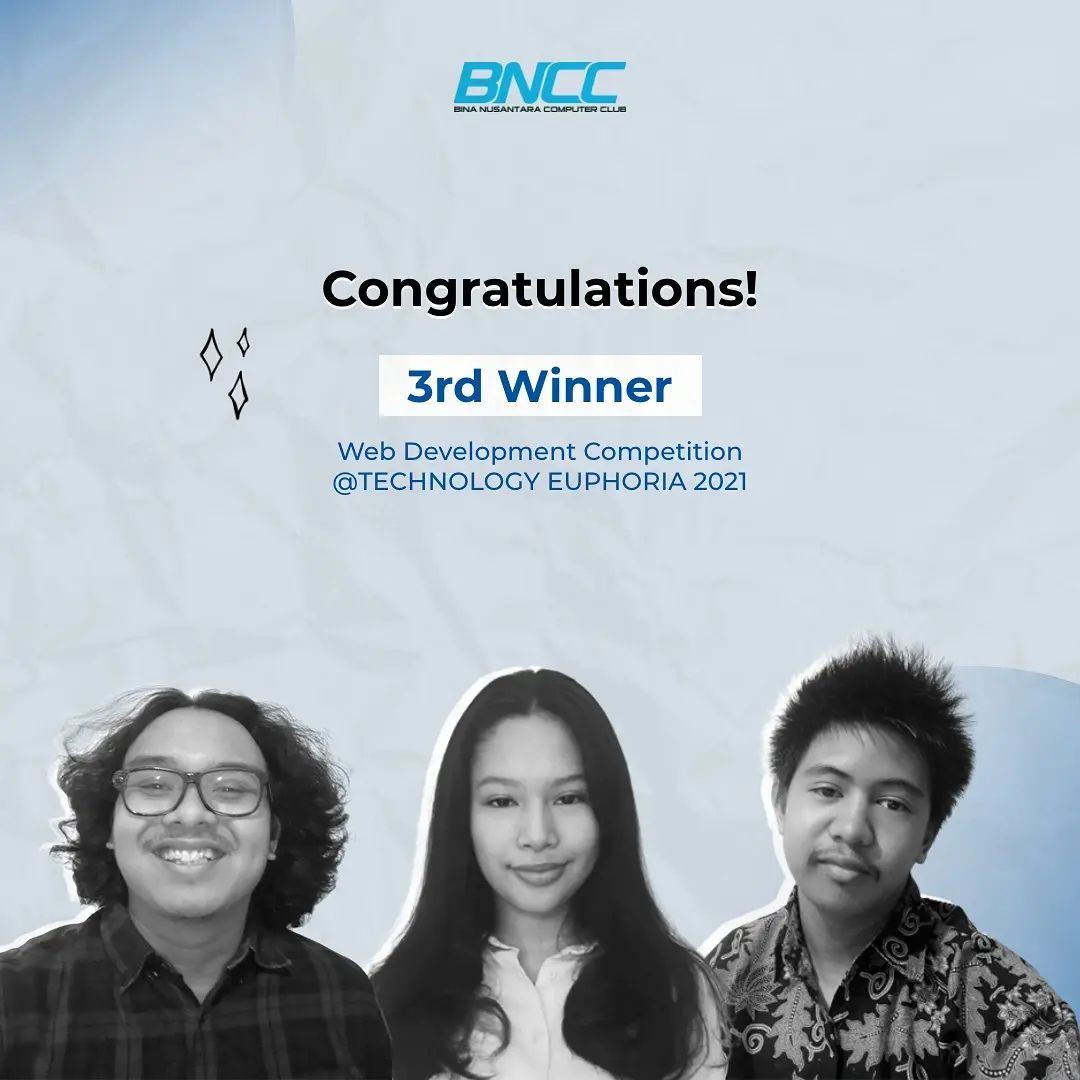 BNCC
BINA NUSANTARA COMPUTER CLUB
Congratulations!
3rd Winner
Web Development Competition
@TECHNOLOGY EUPHORIA 2021